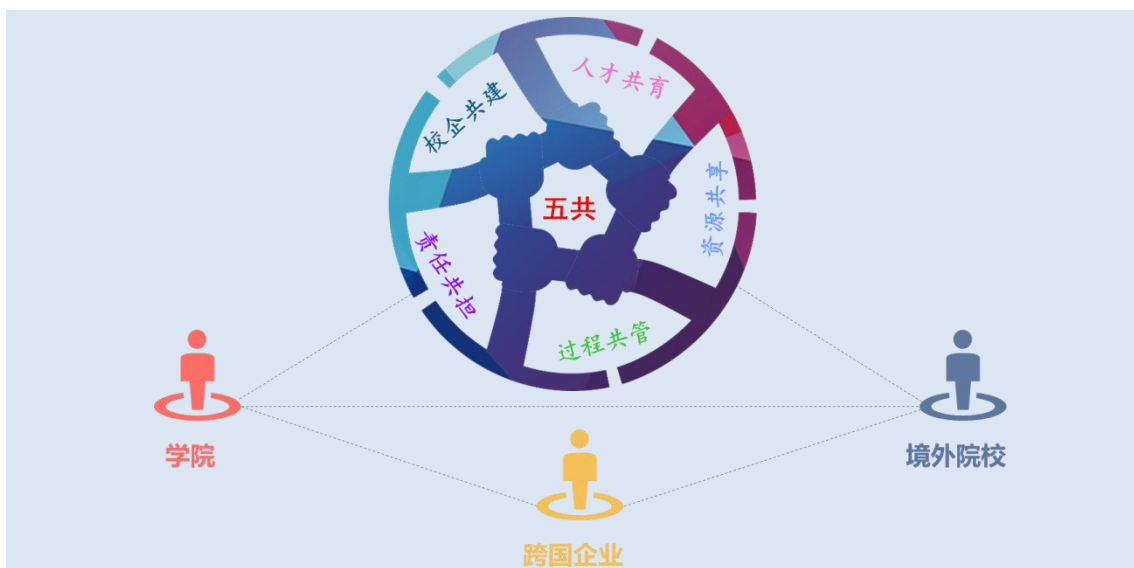 人才共育
校企共建
资源共享
五共
责任共担
过程共管
学院
境外院校
跨国企业